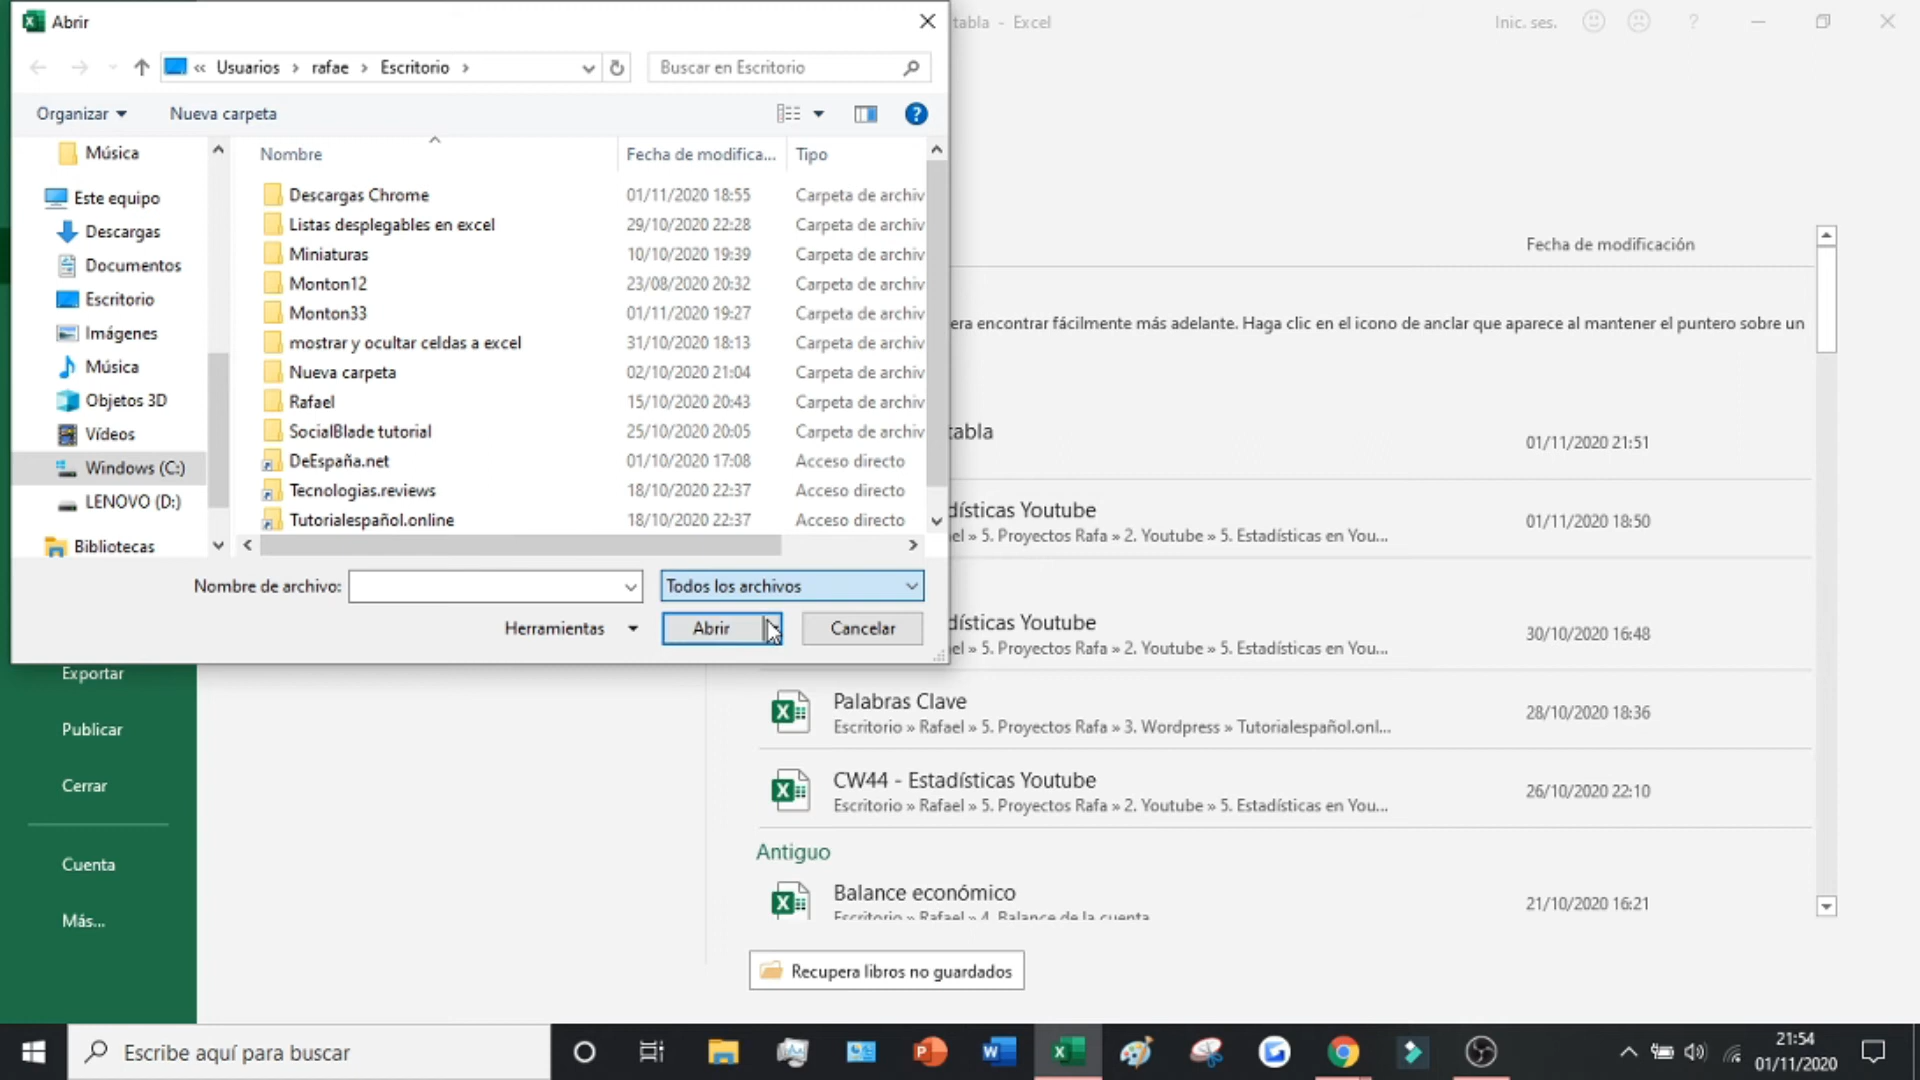 Abrir
tabla - Excel
Inic. ses.
?
«  Usuarios > rafae > Escritorio >
Buscar en Escritorio
Organizar
Nueva carpeta
?
Música
Este equipo
Descargas
Documentos
Escritorio
Imágenes
Música
Objetos 3D
Vídeos
Windows (C:)
LENOVO (D:)
Bibliotecas
Nombre Fecha de modifica... Tipo
Descargas Chrome 01/11/2020 18:55 Carpeta de archiv
Listas desplegables en excel 29/10/2020 22:28 Carpeta de archiv
Miniaturas 10/10/2020 19:39 Carpeta de archiv
Monton12 23/08/2020 20:32 Carpeta de archiv
Monton33 01/11/2020 19:27 Carpeta de archiv
mostrar y ocultar celdas a excel 31/10/2020 18:13 Carpeta de archiv
Nueva carpeta 02/10/2020 21:04 Carpeta de archiv
Rafael 15/10/2020 20:43 Carpeta de archiv
SocialBlade tutorial 25/10/2020 20:05 Carpeta de archiv
DeEspaña.net 01/10/2020 17:08 Acceso directo
Tecnologias.reviews 18/10/2020 22:37 Acceso directo
Tutorialespañol.online 18/10/2020 22:37 Acceso directo
Nombre de archivo:
Todos los archivos
Herramientas
Abrir
Cancelar
Exportar
Publicar
Cerrar
Cuenta
Más...
Fecha de modificación
era encontrar fácilmente más adelante. Haga clic en el icono de anclar que aparece al mantener el puntero sobre un
tabla
01/11/2020 21:51
dísticas Youtube
el » 5. Proyectos Rafa » 2. Youtube » 5. Estadísticas en You...
01/11/2020 18:50
dísticas Youtube
el » 5. Proyectos Rafa » 2. Youtube » 5. Estadísticas en You...
30/10/2020 16:48
Palabras Clave
Escritorio » Rafael » 5. Proyectos Rafa » 3. Wordpress » Tutorialespañol.onl...
28/10/2020 18:36
CW44 - Estadísticas Youtube
Escritorio » Rafael » 5. Proyectos Rafa » 2. Youtube » 5. Estadísticas en You...
26/10/2020 22:10
Antiguo
Balance económico
Escritorio » Rafael » 4. Balance de la cuenta
21/10/2020 16:21
Recupera libros no guardados
Escribe aquí para buscar
21:54
01/11/2020